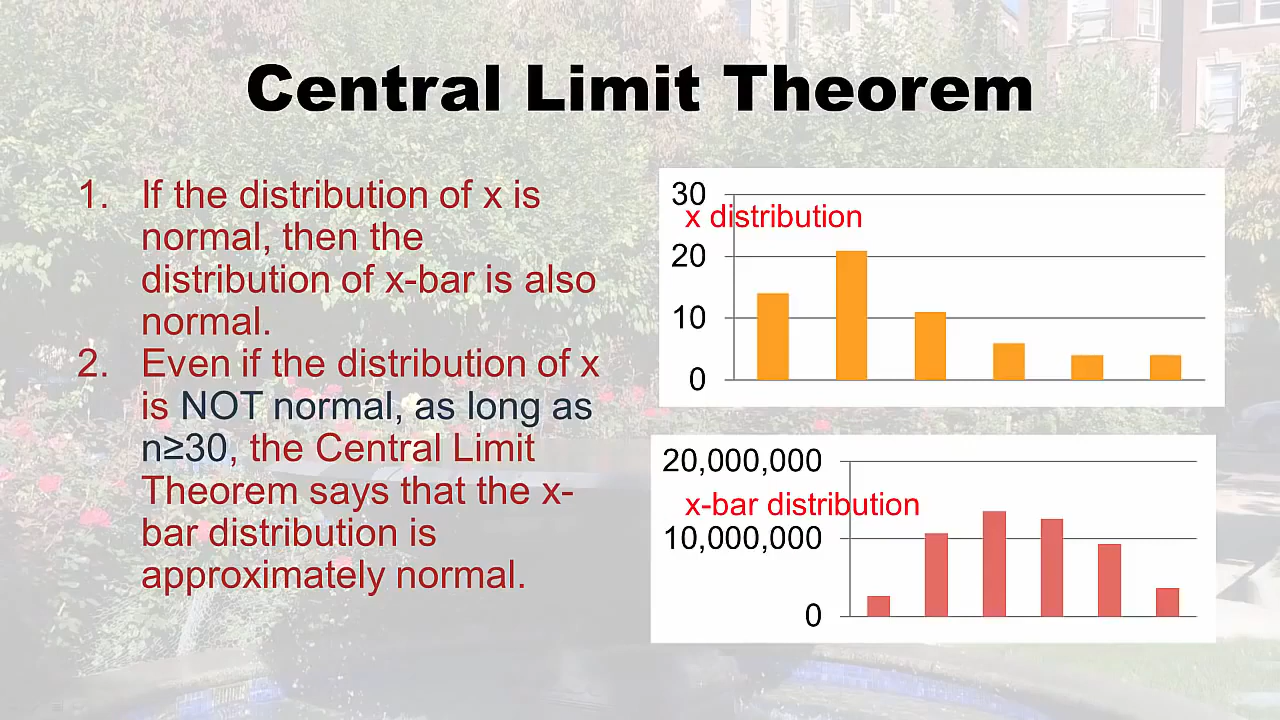 Central Limit Theorem
1. If the distribution of x is
normal, then the
distribution of x-bar is also
normal.
2. Even if the distribution of x
is NOT normal, as long as
n≥30, the Central Limit
Theorem says that the x-
bar distribution is
approximately normal.
30
x distribution
20
10
0
20,000,000
x-bar distribution
10,000,000
0